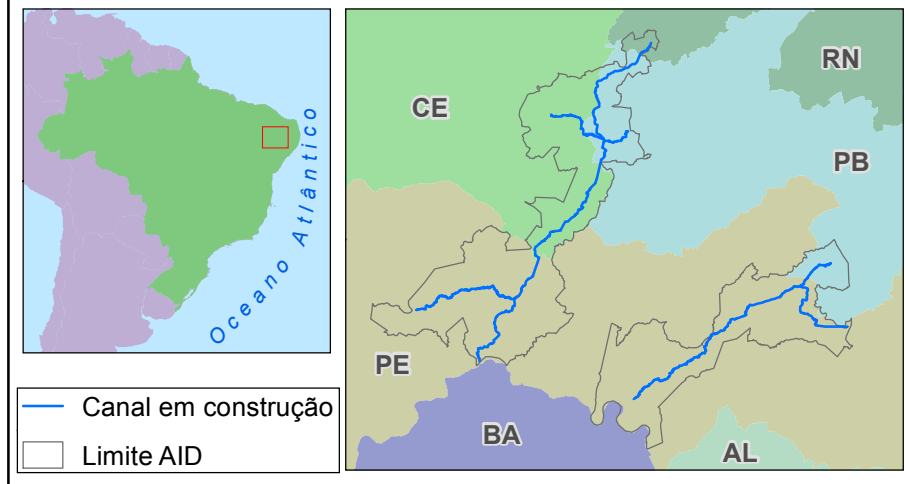 Oceano Atlântico
Canal em construção
Limite AID
CE
RN
PB
PE
BA
AL